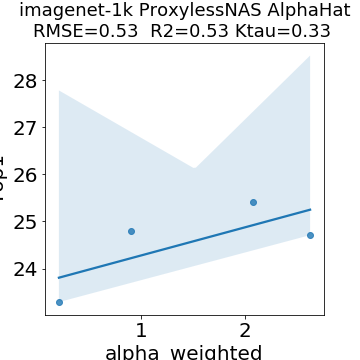 imagenet-1k ProxylessNAS AlphaHat
RMSE=0.53 R2=0.53 Ktau=0.33
28
27
26
25
24
1
2
alpha_weighted